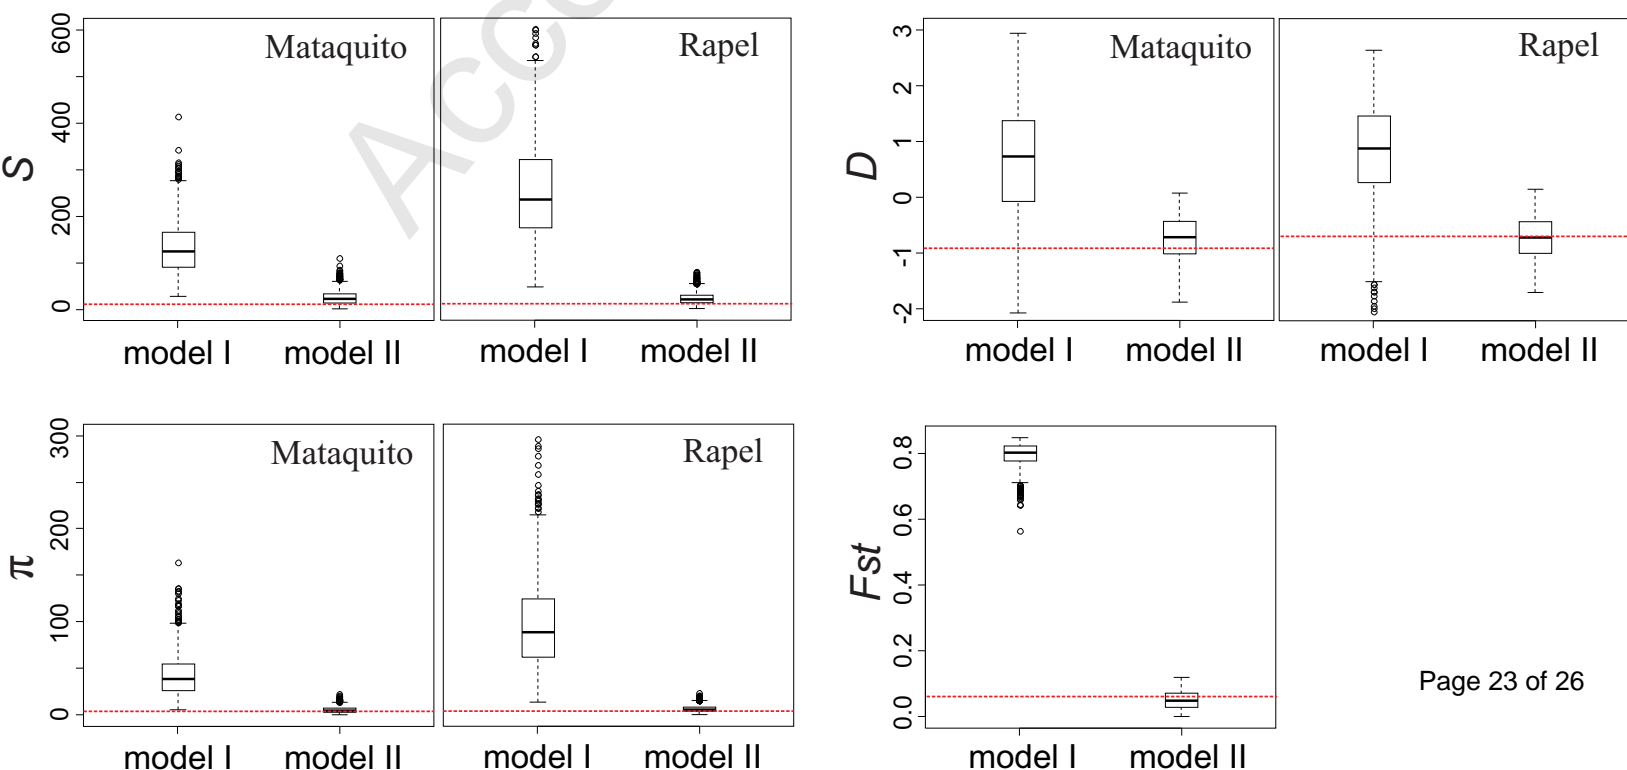 Acce
S
600
400
200
0
Mataquito
Rapel
model I model II
model I model II
D
3
2
1
0
-1
-2
Mataquito
Rapel
model I model II
model I model II
π
300
200
100
0
Mataquito
Rapel
model I model II
model I model II
Fst
0.8
0.6
0.4
0.2
0.0
model I model II
Page 23 of 26